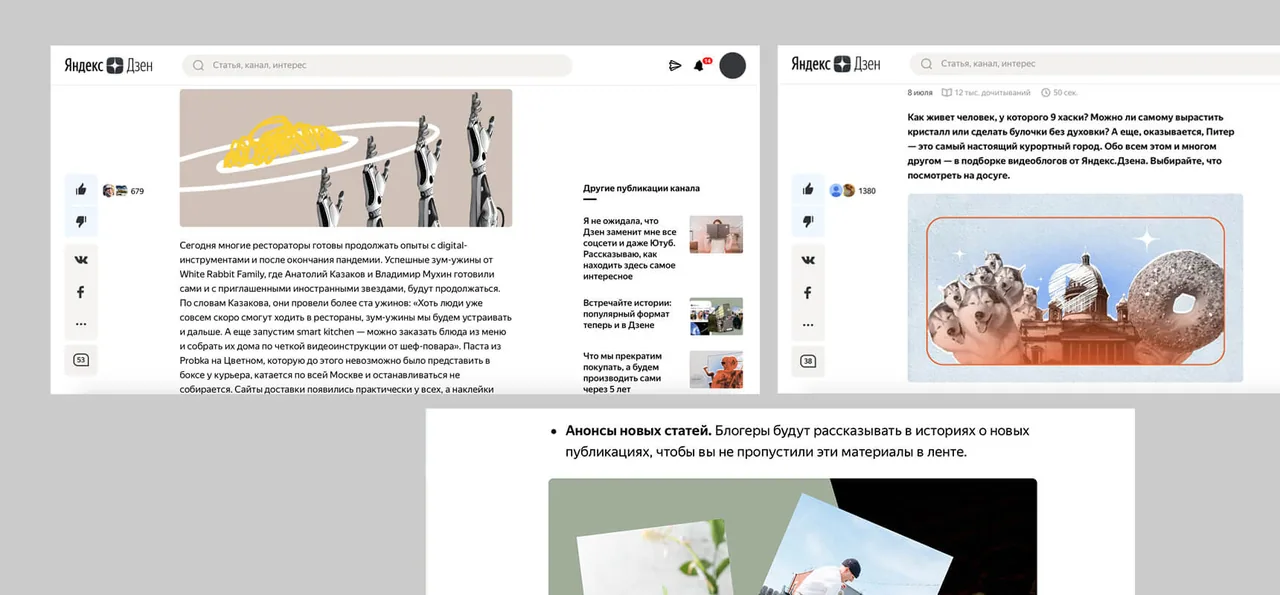 Яндекс Дзен
Статья, канал, интерес
14
679
53
Сегодня многие рестораторы готовы продолжать опыты с digital-
инструментами и после окончания пандемии. Успешные зум-ужины от
White Rabbit Family, где Анатолий Казаков и Владимир Мухин готовили
сами и с приглашенными иностранными звездами, будут продолжаться.
По словам Казакова, они провели более ста ужинов: «Хоть люди уже
совсем скоро смогут ходить в рестораны, зум-ужины мы будем устраивать
и дальше. А еще запустим smart kitchen — можно заказать блюда из меню
и собрать их дома по четкой видеоинструкции от шеф-повара». Паста из
Probka на Цветном, которую до этого невозможно было представить в
боксе у курьера, катается по всей Москве и останавливаться не
собирается. Сайты доставки появились практически у всех, а наклейки
Другие публикации канала
Я не ожидала, что
Дзен заменит мне все
соцсети и даже Ютуб.
Рассказываю, как
находить здесь самое
интересное
Встречайте истории:
популярный формат
теперь и в Дзене
Что мы прекратим
покупать, а будем
производить сами
через 5 лет
Яндекс Дзен
Статья, канал, интерес
8 июля 12 тыс. дочитываний 50 сек.
Как живет человек, у которого 9 хаски? Можно ли самому вырастить
кристалл или сделать булочки без духовки? А еще, оказывается, Питер
— это самый настоящий курортный город. Обо всем этом и многом
другом — в подборке видеоблогов от Яндекс.Дзена. Выбирайте, что
посмотреть на досуге.
1380
38
• Анонсы новых статей. Блогеры будут рассказывать в историях о новых
публикациях, чтобы вы не пропустили эти материалы в ленте.